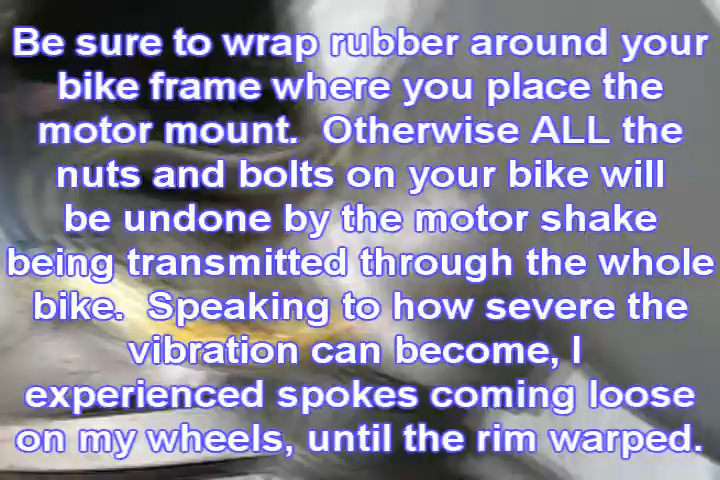 Be sure to wrap rubber around your
bike frame where you place the
motor mount.  Otherwise ALL the
nuts and bolts on your bike will
be undone by the motor shake
being transmitted through the whole
bike.  Speaking to how severe the
vibration can become, I
experienced spokes coming loose
on my wheels, until the rim warped.